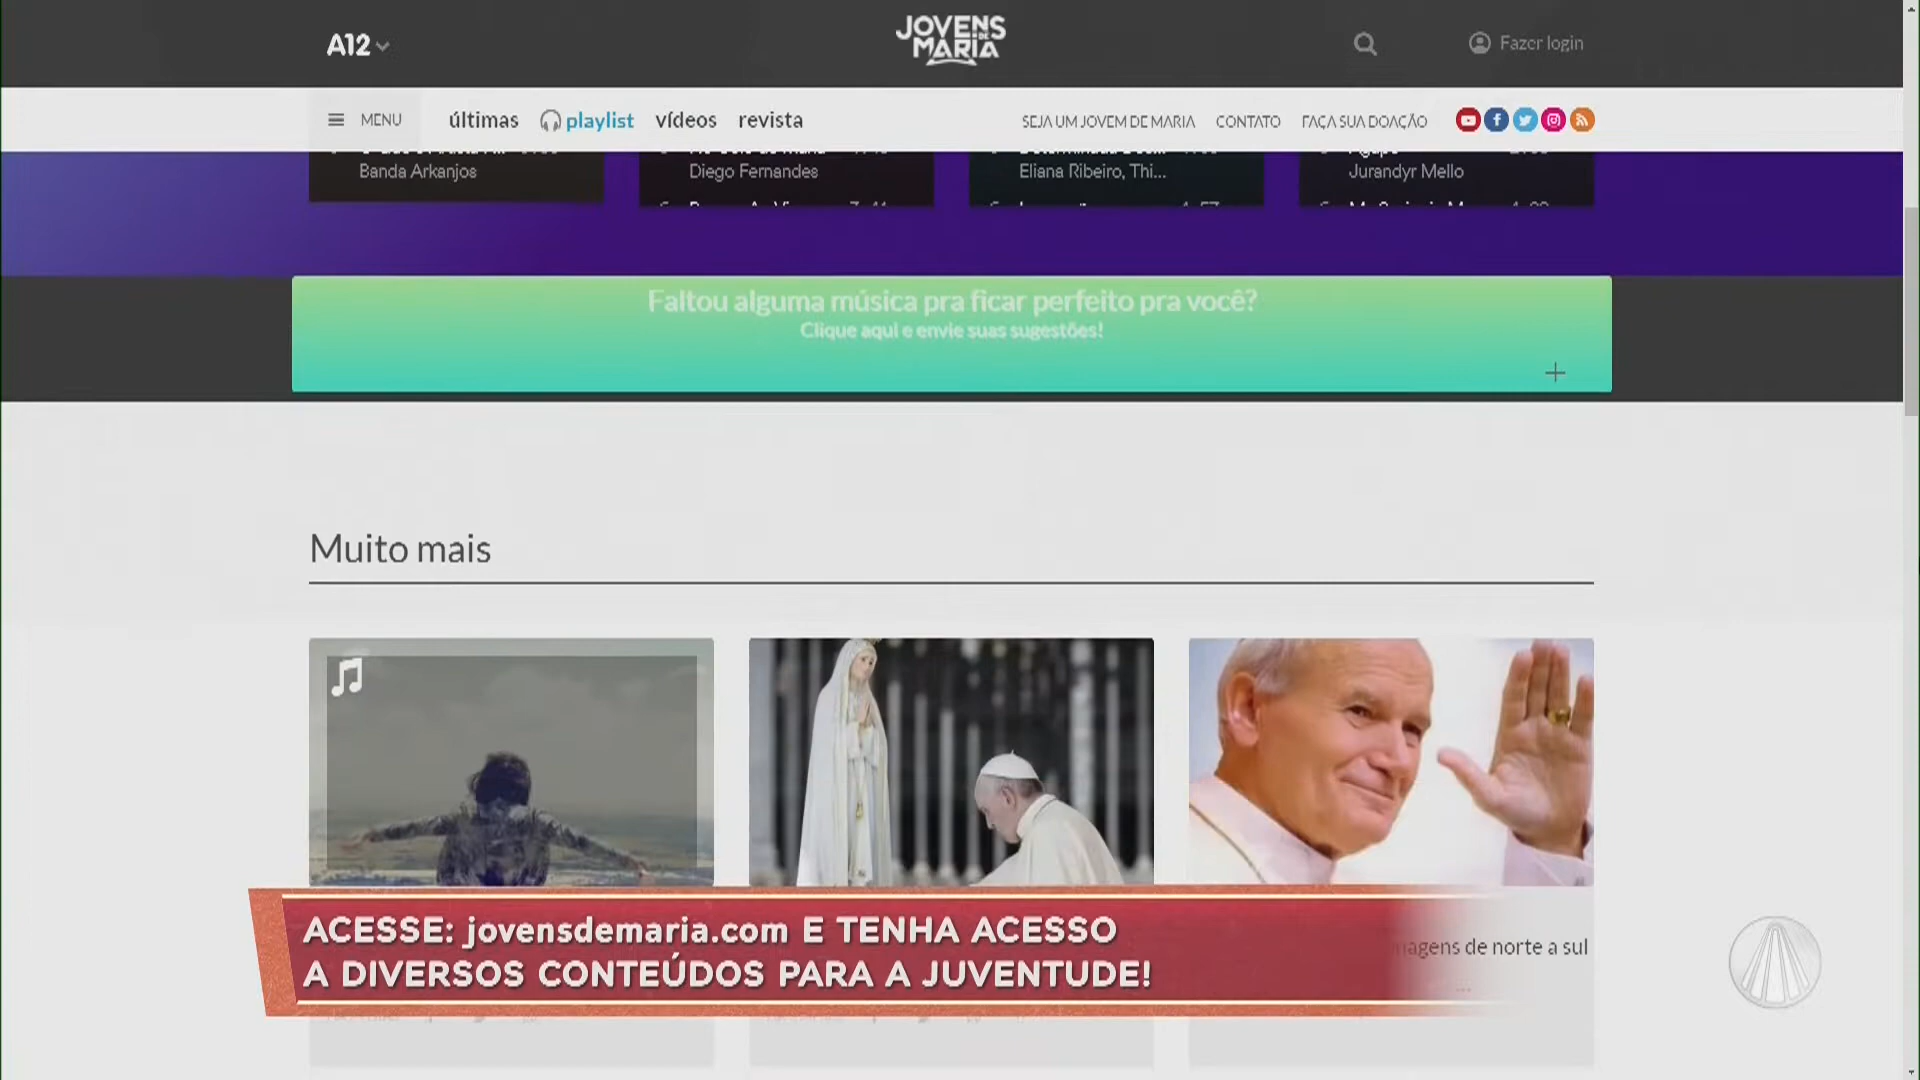 A12
JOVENS DE MARIA
Fazer login
MENU
últimas
playlist
vídeos
revista
SEJA UM JOVEM DE MARIA
CONTATO
FAÇA SUA DOAÇÃO
Banda Arkanjos
Diego Fernandes
Eliana Ribeiro, Thi...
Jurandyr Mello
Faltou alguma música pra ficar perfeito pra você?
Clique aqui e envie suas sugestões!
Muito mais
ACESSE: jovensdemaria.com E TENHA ACESSO
A DIVERSOS CONTEÚDOS PARA A JUVENTUDE!
de norte a sul
...